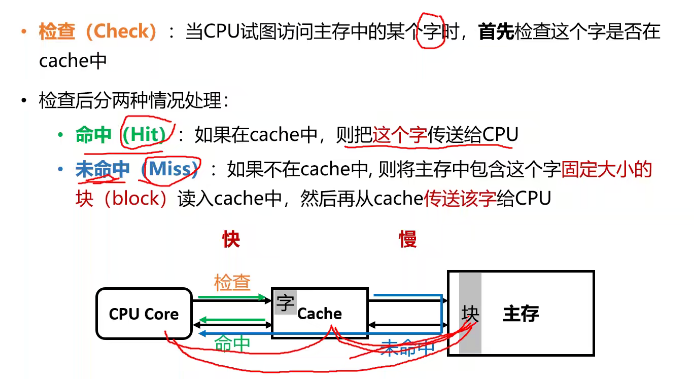 • 检查（Check）：当CPU试图访问主存中的某个字时，首先检查这个字是否在
cache中
• 检查后分两种情况处理：
• 命中（Hit）：如果在cache中，则把这个字传送给CPU
• 未命中（Miss）：如果不在cache中, 则将主存中包含这个字固定大小的
块（block）读入cache中，然后再从cache传送该字给CPU
快 慢
检查
字
CPU Core Cache 块 主存
命中 未命中